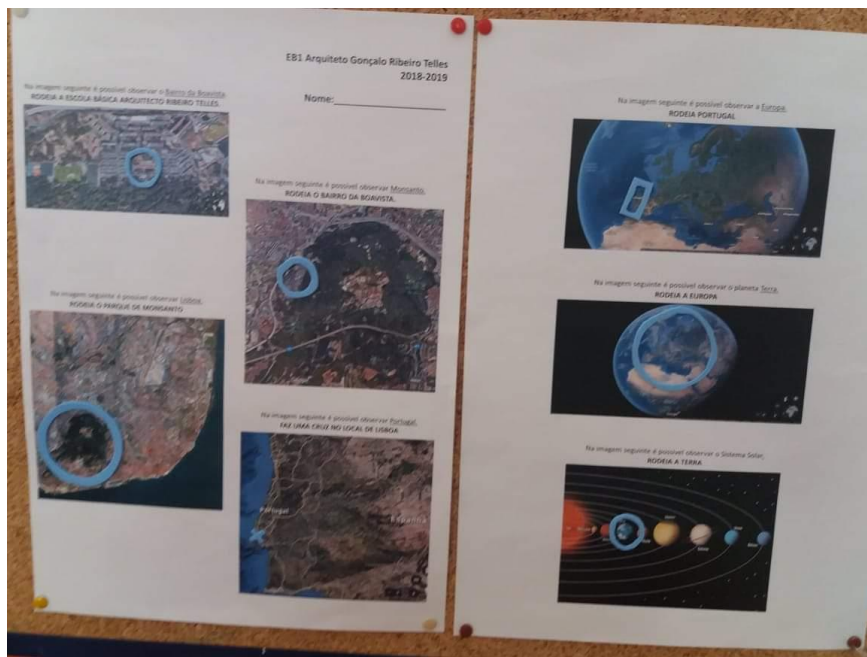 EB1 Arquiteto Gonçalo Ribeiro Telles
2018-2019
Nome:
Na imagem seguinte é possível observar o Bairro da Boavista.
RODEIA A ESCOLA BÁSICA ARQUITECTO RIBEIRO TELLES.
Na imagem seguinte é possível observar Monsanto.
RODEIA O BAIRRO DA BOAVISTA.
Na imagem seguinte é possível observar Lisboa.
RODEIA O PARQUE DE MONSANTO
Na imagem seguinte é possível observar Portugal.
FAZ UMA CRUZ NO LOCAL DE LISBOA
Portugal
Espanha
Na imagem seguinte é possível observar a Europa.
RODEIA PORTUGAL
Na imagem seguinte é possível observar o planeta Terra.
RODEIA A EUROPA
Na imagem seguinte é possível observar o Sistema Solar.
RODEIA A TERRA